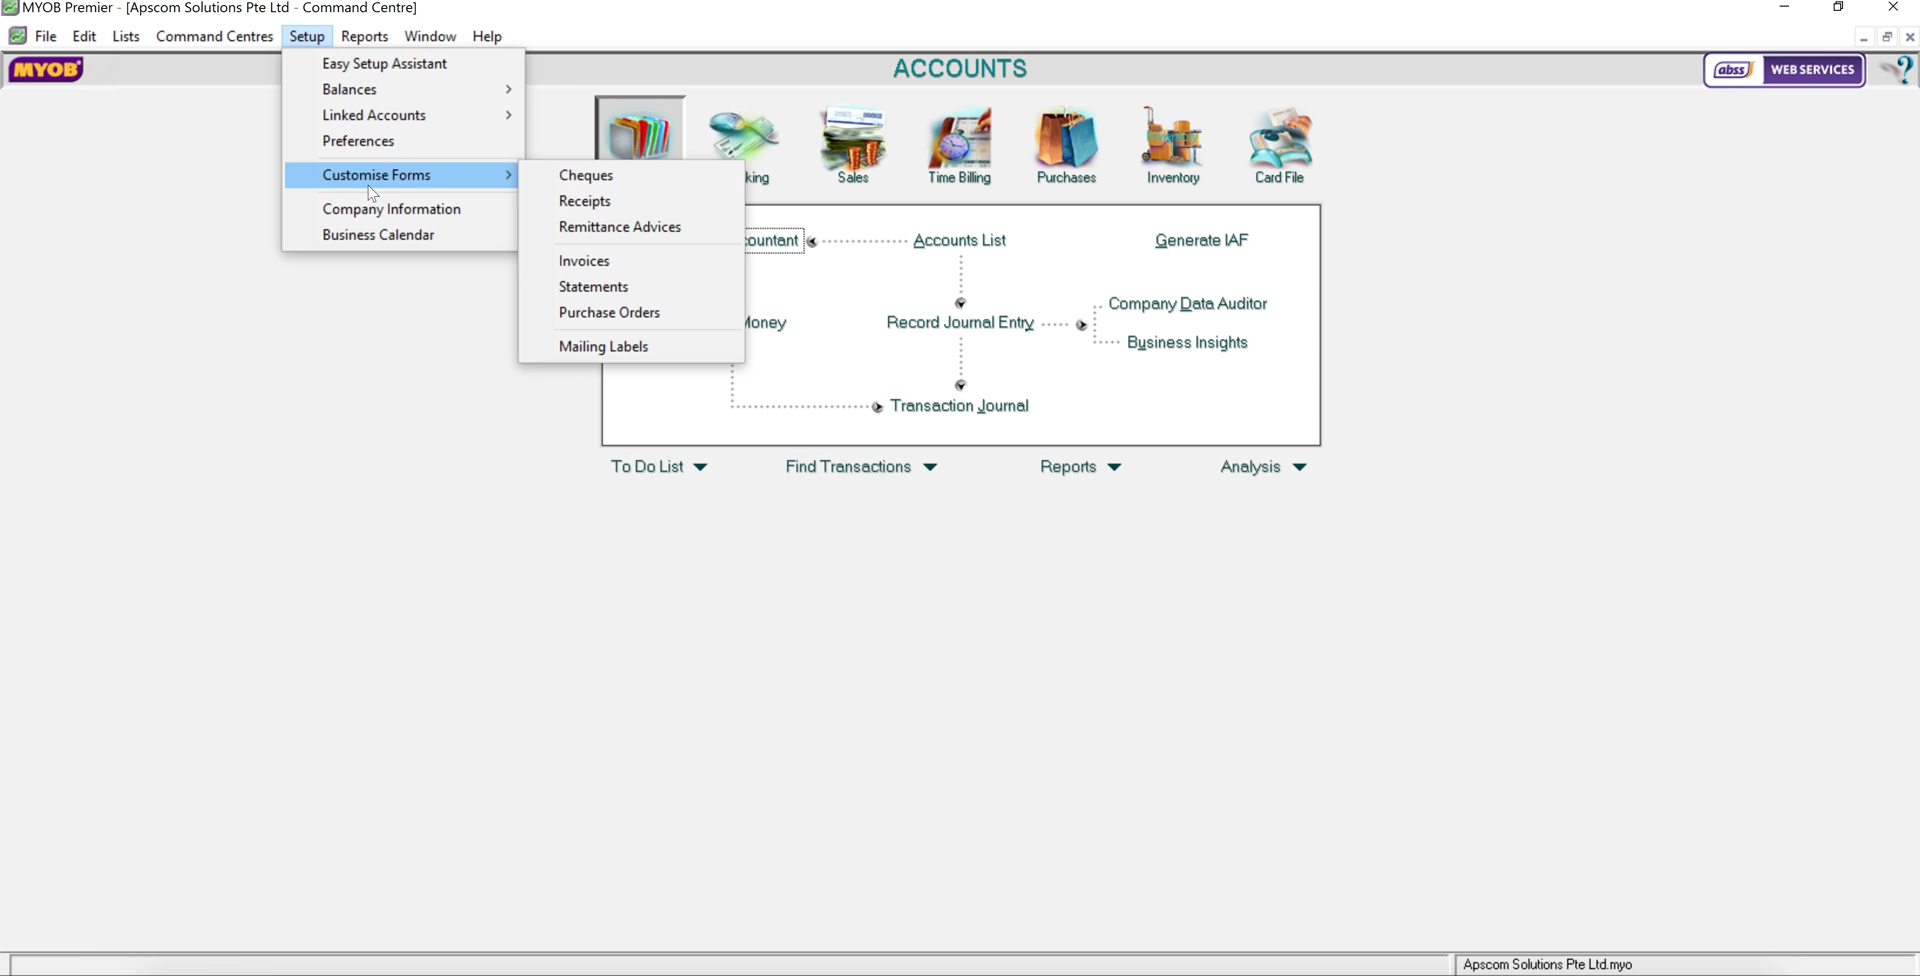 MYOB Premier - [Apscom Solutions Pte Ltd - Command Centre]
File Edit Lists Command Centres Setup Reports Window Help
MYOB
ACCOUNTS
abss WEB SERVICES
?
Easy Setup Assistant
Balances
Linked Accounts
Preferences
Customise Forms
Company Information
Business Calendar
Cheques
Receipts
Remittance Advices
Invoices
Statements
Purchase Orders
Mailing Labels
king
Sales
INVOICE
Time Billing
Purchases
Inventory
Card File
countant
Accounts List
Generate IAF
Money
Record Journal Entry
Company Data Auditor
Business Insights
Transaction Journal
To Do List
Find Transactions
Reports
Analysis
Apscom Solutions Pte Ltd.myo